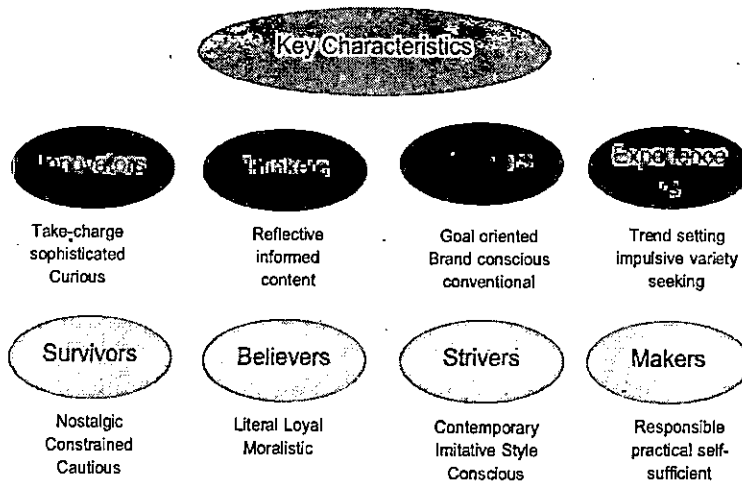 Key Characteristics
Innovators
Thinkers
Experience
rs
Take-charge
sophisticated
Curious
Reflective
informed
content
Goal oriented
Brand conscious
conventional
Trend setting
impulsive variety
seeking
Survivors
Believers
Strivers
Makers
Nostalgic
Constrained
Cautious
Literal Loyal
Moralistic
Contemporary
Imitative Style
Conscious
Responsible
practical self-
sufficient